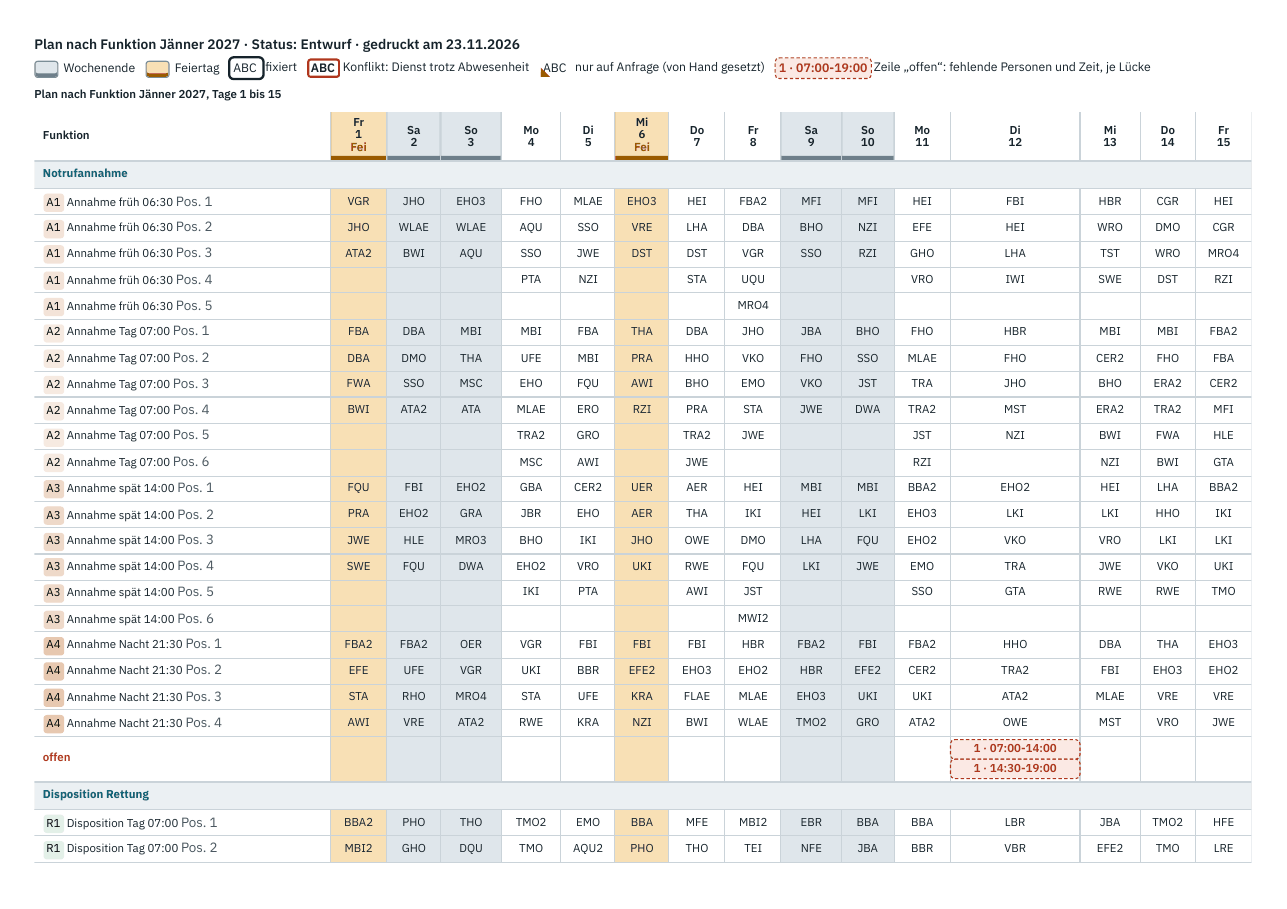 Plan nach Funktion Jänner 2027 · Status: Entwurf · gedruckt am 23.11.2026
Wochenende Feiertag ABC fixiert ABC Konflikt: Dienst trotz Abwesenheit ABC nur auf Anfrage (von Hand gesetzt) 1 · 07:00-19:00 Zeile „offen“: fehlende Personen und Zeit, je Lücke
Plan nach Funktion Jänner 2027, Tage 1 bis 15
Funktion Fr 1 Fei Sa 2 So 3 Mo 4 Di 5 Mi 6 Fei Do 7 Fr 8 Sa 9 So 10 Mo 11 Di 12 Mi 13 Do 14 Fr 15
Notrufannahme
A1 Annahme früh 06:30 Pos. 1 VGR JHO EHO3 FHO MLAE EHO3 HEI FBA2 MFI MFI HEI FBI HBR CGR HEI
A1 Annahme früh 06:30 Pos. 2 JHO WLAE WLAE AQU SSO VRE LHA DBA BHO NZI EFE HEI WRO DMO CGR
A1 Annahme früh 06:30 Pos. 3 ATA2 BWI AQU SSO JWE DST DST VGR SSO RZI GHO LHA TST WRO MRO4
A1 Annahme früh 06:30 Pos. 4 PTA NZI STA UQU VRO IWI SWE DST RZI
A1 Annahme früh 06:30 Pos. 5 MRO4
A2 Annahme Tag 07:00 Pos. 1 FBA DBA MBI MBI FBA THA DBA JHO JBA BHO FHO HBR MBI MBI FBA2
A2 Annahme Tag 07:00 Pos. 2 DBA DMO THA UFE MBI PRA HHO VKO FHO SSO MLAE FHO CER2 FHO FBA
A2 Annahme Tag 07:00 Pos. 3 FWA SSO MSC EHO FQU AWI BHO EMO VKO JST TRA JHO BHO ERA2 CER2
A2 Annahme Tag 07:00 Pos. 4 BWI ATA2 ATA MLAE ERO RZI PRA STA JWE DWA TRA2 MST ERA2 TRA2 MFI
A2 Annahme Tag 07:00 Pos. 5 TRA2 GRO TRA2 JWE JST NZI BWI FWA HLE
A2 Annahme Tag 07:00 Pos. 6 MSC AWI JWE RZI NZI BWI GTA
A3 Annahme spät 14:00 Pos. 1 FQU FBI EHO2 GBA CER2 UER AER HEI MBI MBI BBA2 EHO2 HEI LHA BBA2
A3 Annahme spät 14:00 Pos. 2 PRA EHO2 GRA JBR EHO AER THA IKI HEI LKI EHO3 LKI LKI HHO IKI
A3 Annahme spät 14:00 Pos. 3 JWE HLE MRO3 BHO IKI JHO OWE DMO LHA FQU EHO2 VKO VRO LKI LKI
A3 Annahme spät 14:00 Pos. 4 SWE FQU DWA EHO2 VRO UKI RWE FQU LKI JWE EMO TRA JWE VKO UKI
A3 Annahme spät 14:00 Pos. 5 IKI PTA AWI JST SSO GTA RWE RWE TMO
A3 Annahme spät 14:00 Pos. 6 MWI2
A4 Annahme Nacht 21:30 Pos. 1 FBA2 FBA2 OER VGR FBI FBI FBI HBR FBA2 FBI FBA2 HHO DBA THA EHO3
A4 Annahme Nacht 21:30 Pos. 2 EFE UFE VGR UKI BBR EFE2 EHO3 EHO2 HBR EFE2 CER2 TRA2 FBI EHO3 EHO2
A4 Annahme Nacht 21:30 Pos. 3 STA RHO MRO4 STA UFE KRA FLAE MLAE EHO3 UKI UKI ATA2 MLAE VRE VRE
A4 Annahme Nacht 21:30 Pos. 4 AWI VRE ATA2 RWE KRA NZI BWI WLAE TMO2 GRO ATA2 OWE MST VRO JWE
offen 1 · 07:00-14:00
1 · 14:30-19:00
Disposition Rettung
R1 Disposition Tag 07:00 Pos. 1 BBA2 PHO THO TMO2 EMO BBA MFE MBI2 EBR BBA BBA LBR JBA TMO2 HFE
R1 Disposition Tag 07:00 Pos. 2 MBI2 GHO DQU TMO AQU2 PHO THO TEI NFE JBA BBR VBR EFE2 TMO LRE